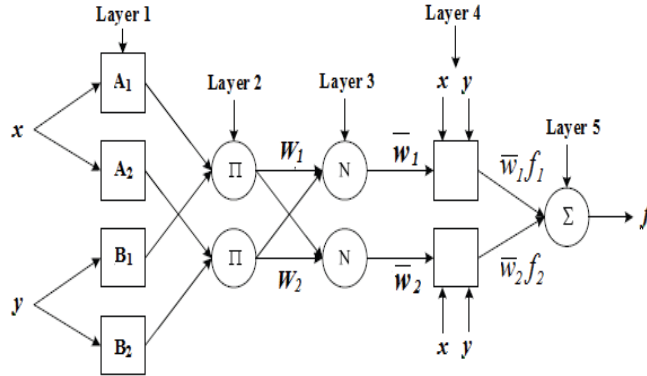 Layer 1
Layer 4
A₁
x y
Layer 2
Layer 3
Layer 5
x
W₁
w̅₁
Π
N
w̅₁f₁
A₂
Σ
f
B₁
Π
N
w̅₂
w̅₂f₂
W₂
y
B₂
x y